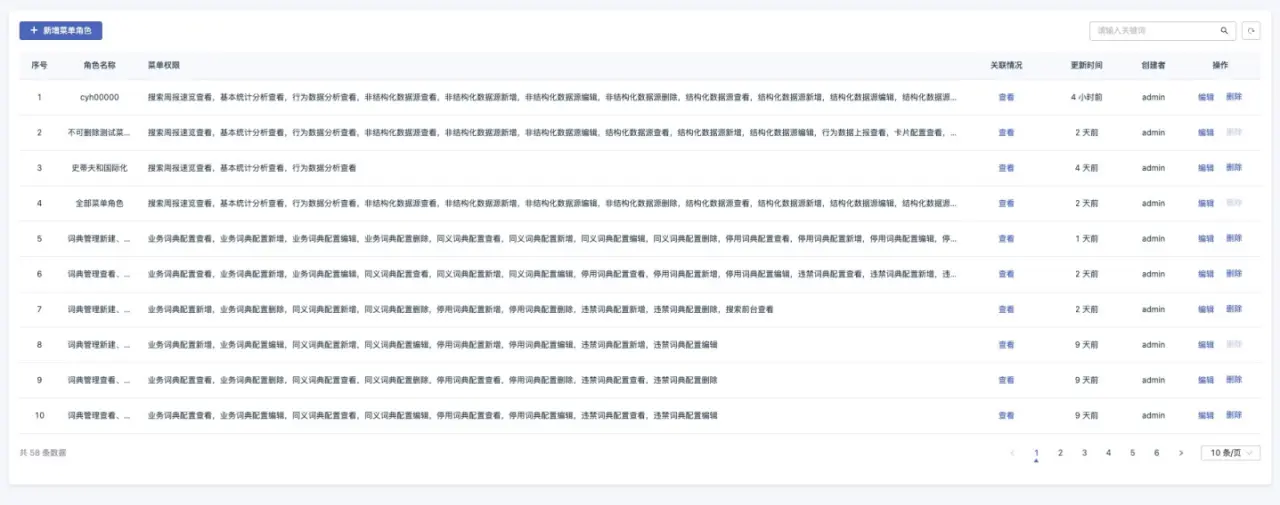 + 新增菜单角色 请输入关键词
序号 角色名称 菜单权限 关联情况 更新时间 创建者 操作
1 cyh00000 搜索周报速览查看，基本统计分析查看，行为数据分析查看，非结构化数据源查看，非结构化数据源新增，非结构化数据源编辑，非结构化数据源删除，结构化数据源查看，结构化数据源新增，结构化数据源编辑，结构化数据源... 查看 4 小时前 admin 编辑 删除
2 不可删除测试菜... 搜索周报速览查看，基本统计分析查看，行为数据分析查看，非结构化数据源查看，非结构化数据源新增，非结构化数据源编辑，结构化数据源查看，结构化数据源新增，结构化数据源编辑，行为数据上报查看，卡片配置查看，... 查看 2 天前 admin 编辑 删除
3 史蒂夫和国际化 搜索周报速览查看，基本统计分析查看，行为数据分析查看 查看 4 天前 admin 编辑 删除
4 全部菜单角色 搜索周报速览查看，基本统计分析查看，行为数据分析查看，非结构化数据源查看，非结构化数据源新增，非结构化数据源编辑，非结构化数据源删除，结构化数据源查看，结构化数据源新增，结构化数据源编辑，结构化数据源... 查看 2 天前 admin 编辑 删除
5 词典管理新建、... 业务词典配置查看，业务词典配置新增，业务词典配置编辑，业务词典配置删除，同义词典配置查看，同义词典配置新增，同义词典配置编辑，同义词典配置删除，停用词典配置查看，停用词典配置新增，停用词典配置编辑，停... 查看 1 天前 admin 编辑 删除
6 词典管理查看、... 业务词典配置查看，业务词典配置新增，业务词典配置编辑，同义词典配置查看，同义词典配置新增，同义词典配置编辑，停用词典配置查看，停用词典配置新增，停用词典配置编辑，违禁词典配置查看，违禁词典配置新增，违... 查看 2 天前 admin 编辑 删除
7 词典管理新建、... 业务词典配置新增，业务词典配置删除，同义词典配置新增，同义词典配置删除，停用词典配置新增，停用词典配置删除，违禁词典配置新增，违禁词典配置删除，搜索前台查看 查看 2 天前 admin 编辑 删除
8 词典管理新建、... 业务词典配置新增，业务词典配置编辑，同义词典配置新增，同义词典配置编辑，停用词典配置新增，停用词典配置编辑，违禁词典配置新增，违禁词典配置编辑 查看 9 天前 admin 编辑 删除
9 词典管理查看、... 业务词典配置查看，业务词典配置删除，同义词典配置查看，同义词典配置删除，停用词典配置查看，停用词典配置删除，违禁词典配置查看，违禁词典配置删除 查看 9 天前 admin 编辑 删除
10 词典管理查看、... 业务词典配置查看，业务词典配置编辑，同义词典配置查看，同义词典配置编辑，停用词典配置查看，停用词典配置编辑，违禁词典配置查看，违禁词典配置编辑 查看 9 天前 admin 编辑 删除
共 58 条数据 < 1 2 3 4 5 6 > 10 条/页